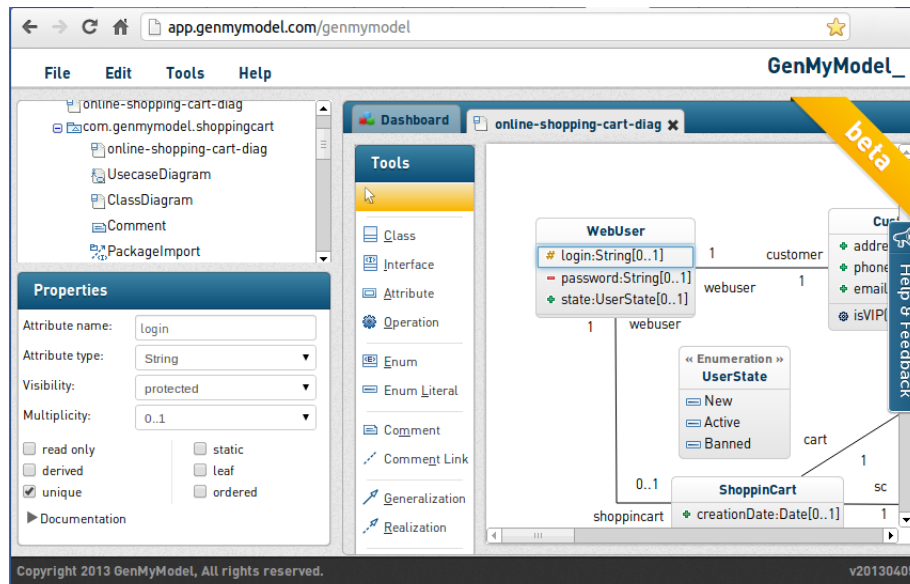 app.genmymodel.com/genmymodel
File Edit Tools Help
GenMyModel_
beta
online-shopping-cart-diag
com.genmymodel.shoppingcart
online-shopping-cart-diag
UsecaseDiagram
ClassDiagram
Comment
PackageImport
Properties
Attribute name: login
Attribute type: String
Visibility: protected
Multiplicity: 0..1
read only static
derived leaf
unique ordered
Documentation
Dashboard online-shopping-cart-diag
Tools
Class
Interface
Attribute
Operation
Enum
Enum Literal
Comment
Comment Link
Generalization
Realization
WebUser
# login:String[0..1]
- password:String[0..1]
+ state:UserState[0..1]
1 customer
webuser 1
1 webuser
+ addre
+ phone
+ email
isVIP(
« Enumeration »
UserState
New
Active
Banned
cart
1
0..1
sc
shoppincart
1
ShoppinCart
+ creationDate:Date[0..1]
Help & Feedback
Copyright 2013 GenMyModel, All rights reserved.
v2013040